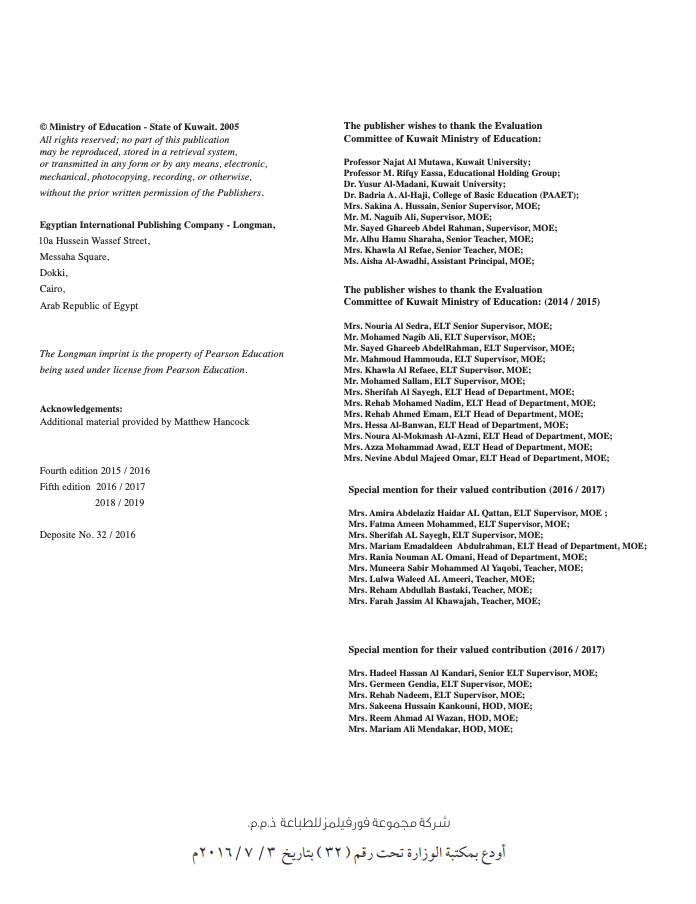 © Ministry of Education - State of Kuwait. 2005
All rights reserved; no part of this publication
may be reproduced, stored in a retrieval system,
or transmitted in any form or by any means, electronic,
mechanical, photocopying, recording, or otherwise,
without the prior written permission of the Publishers.
Egyptian International Publishing Company - Longman,
10a Hussein Wassef Street,
Messaha Square,
Dokki,
Cairo,
Arab Republic of Egypt
The Longman imprint is the property of Pearson Education
being used under license from Pearson Education.
Acknowledgements:
Additional material provided by Matthew Hancock
Fourth edition 2015 / 2016
Fifth edition 2016 / 2017
2018 / 2019
Deposite No. 32 / 2016
The publisher wishes to thank the Evaluation
Committee of Kuwait Ministry of Education:
Professor Najat Al Mutawa, Kuwait University;
Professor M. Rifqy Eassa, Educational Holding Group;
Dr. Yusur Al-Madani, Kuwait University;
Dr. Badria A. Al-Haji, College of Basic Education (PAAET);
Mrs. Sakina A. Hussain, Senior Supervisor, MOE;
Mr. M. Naguib Ali, Supervisor, MOE;
Mr. Sayed Ghareeb Abdel Rahman, Supervisor, MOE;
Mr. Alhu Hamu Sharaha, Senior Teacher, MOE;
Mrs. Khawla Al Refae, Senior Teacher, MOE;
Ms. Aisha Al-Awadhi, Assistant Principal, MOE;
The publisher wishes to thank the Evaluation
Committee of Kuwait Ministry of Education: (2014 / 2015)
Mrs. Nouria Al Sedra, ELT Senior Supervisor, MOE;
Mr. Mohamed Nagib Ali, ELT Supervisor, MOE;
Mr. Sayed Ghareeb AbdelRahman, ELT Supervisor, MOE;
Mr. Mahmoud Hammouda, ELT Supervisor, MOE;
Mrs. Khawla Al Refaee, ELT Supervisor, MOE;
Mr. Mohamed Sallam, ELT Supervisor, MOE;
Mrs. Sherifah Al Sayegh, ELT Head of Department, MOE;
Mrs. Rehab Mohamed Nadim, ELT Head of Department, MOE;
Mrs. Rehab Ahmed Emam, ELT Head of Department, MOE;
Mrs. Hessa Al-Banwan, ELT Head of Department, MOE;
Mrs. Noura Al-Mokmash Al-Azmi, ELT Head of Department, MOE;
Mrs. Azza Mohammad Awad, ELT Head of Department, MOE;
Mrs. Nevine Abdul Majeed Omar, ELT Head of Department, MOE;
Special mention for their valued contribution (2016 / 2017)
Mrs. Amira Abdelaziz Haidar AL Qattan, ELT Supervisor, MOE ;
Mrs. Fatma Ameen Mohammed, ELT Supervisor, MOE;
Mrs. Sherifah AL Sayegh, ELT Supervisor, MOE;
Mrs. Mariam Emadaldeen Abdulrahman, ELT Head of Department, MOE;
Mrs. Rania Nouman AL Omani, Head of Department, MOE;
Mrs. Muneera Sabir Mohammed Al Yaqobi, Teacher, MOE;
Mrs. Lulwa Waleed AL Ameeri, Teacher, MOE;
Mrs. Reham Abdullah Bastaki, Teacher, MOE;
Mrs. Farah Jassim Al Khawajah, Teacher, MOE;
Special mention for their valued contribution (2016 / 2017)
Mrs. Hadeel Hassan Al Kandari, Senior ELT Supervisor, MOE;
Mrs. Germeen Gendia, ELT Supervisor, MOE;
Mrs. Rehab Nadeem, ELT Supervisor, MOE;
Mrs. Sakeena Hussain Kankouni, HOD, MOE;
Mrs. Reem Ahmad Al Wazan, HOD, MOE;
Mrs. Mariam Ali Mendakar, HOD, MOE;
شركة مجموعة فور فيلمز للطباعة ذ.م.م.
أودع بمكتبة الوزارة تحت رقم (٣٢) بتاريخ ٣ / ٧ / ٢٠١٦م